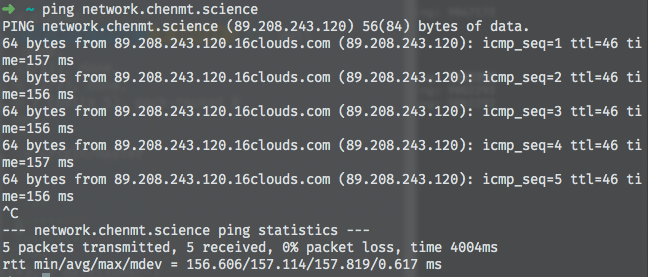 ➜  ~ ping network.chenmt.science
PING network.chenmt.science (89.208.243.120) 56(84) bytes of data.
64 bytes from 89.208.243.120.16clouds.com (89.208.243.120): icmp_seq=1 ttl=46 ti
me=157 ms
64 bytes from 89.208.243.120.16clouds.com (89.208.243.120): icmp_seq=2 ttl=46 ti
me=156 ms
64 bytes from 89.208.243.120.16clouds.com (89.208.243.120): icmp_seq=3 ttl=46 ti
me=156 ms
64 bytes from 89.208.243.120.16clouds.com (89.208.243.120): icmp_seq=4 ttl=46 ti
me=157 ms
64 bytes from 89.208.243.120.16clouds.com (89.208.243.120): icmp_seq=5 ttl=46 ti
me=156 ms
^C
--- network.chenmt.science ping statistics ---
5 packets transmitted, 5 received, 0% packet loss, time 4004ms
rtt min/avg/max/mdev = 156.606/157.114/157.819/0.617 ms